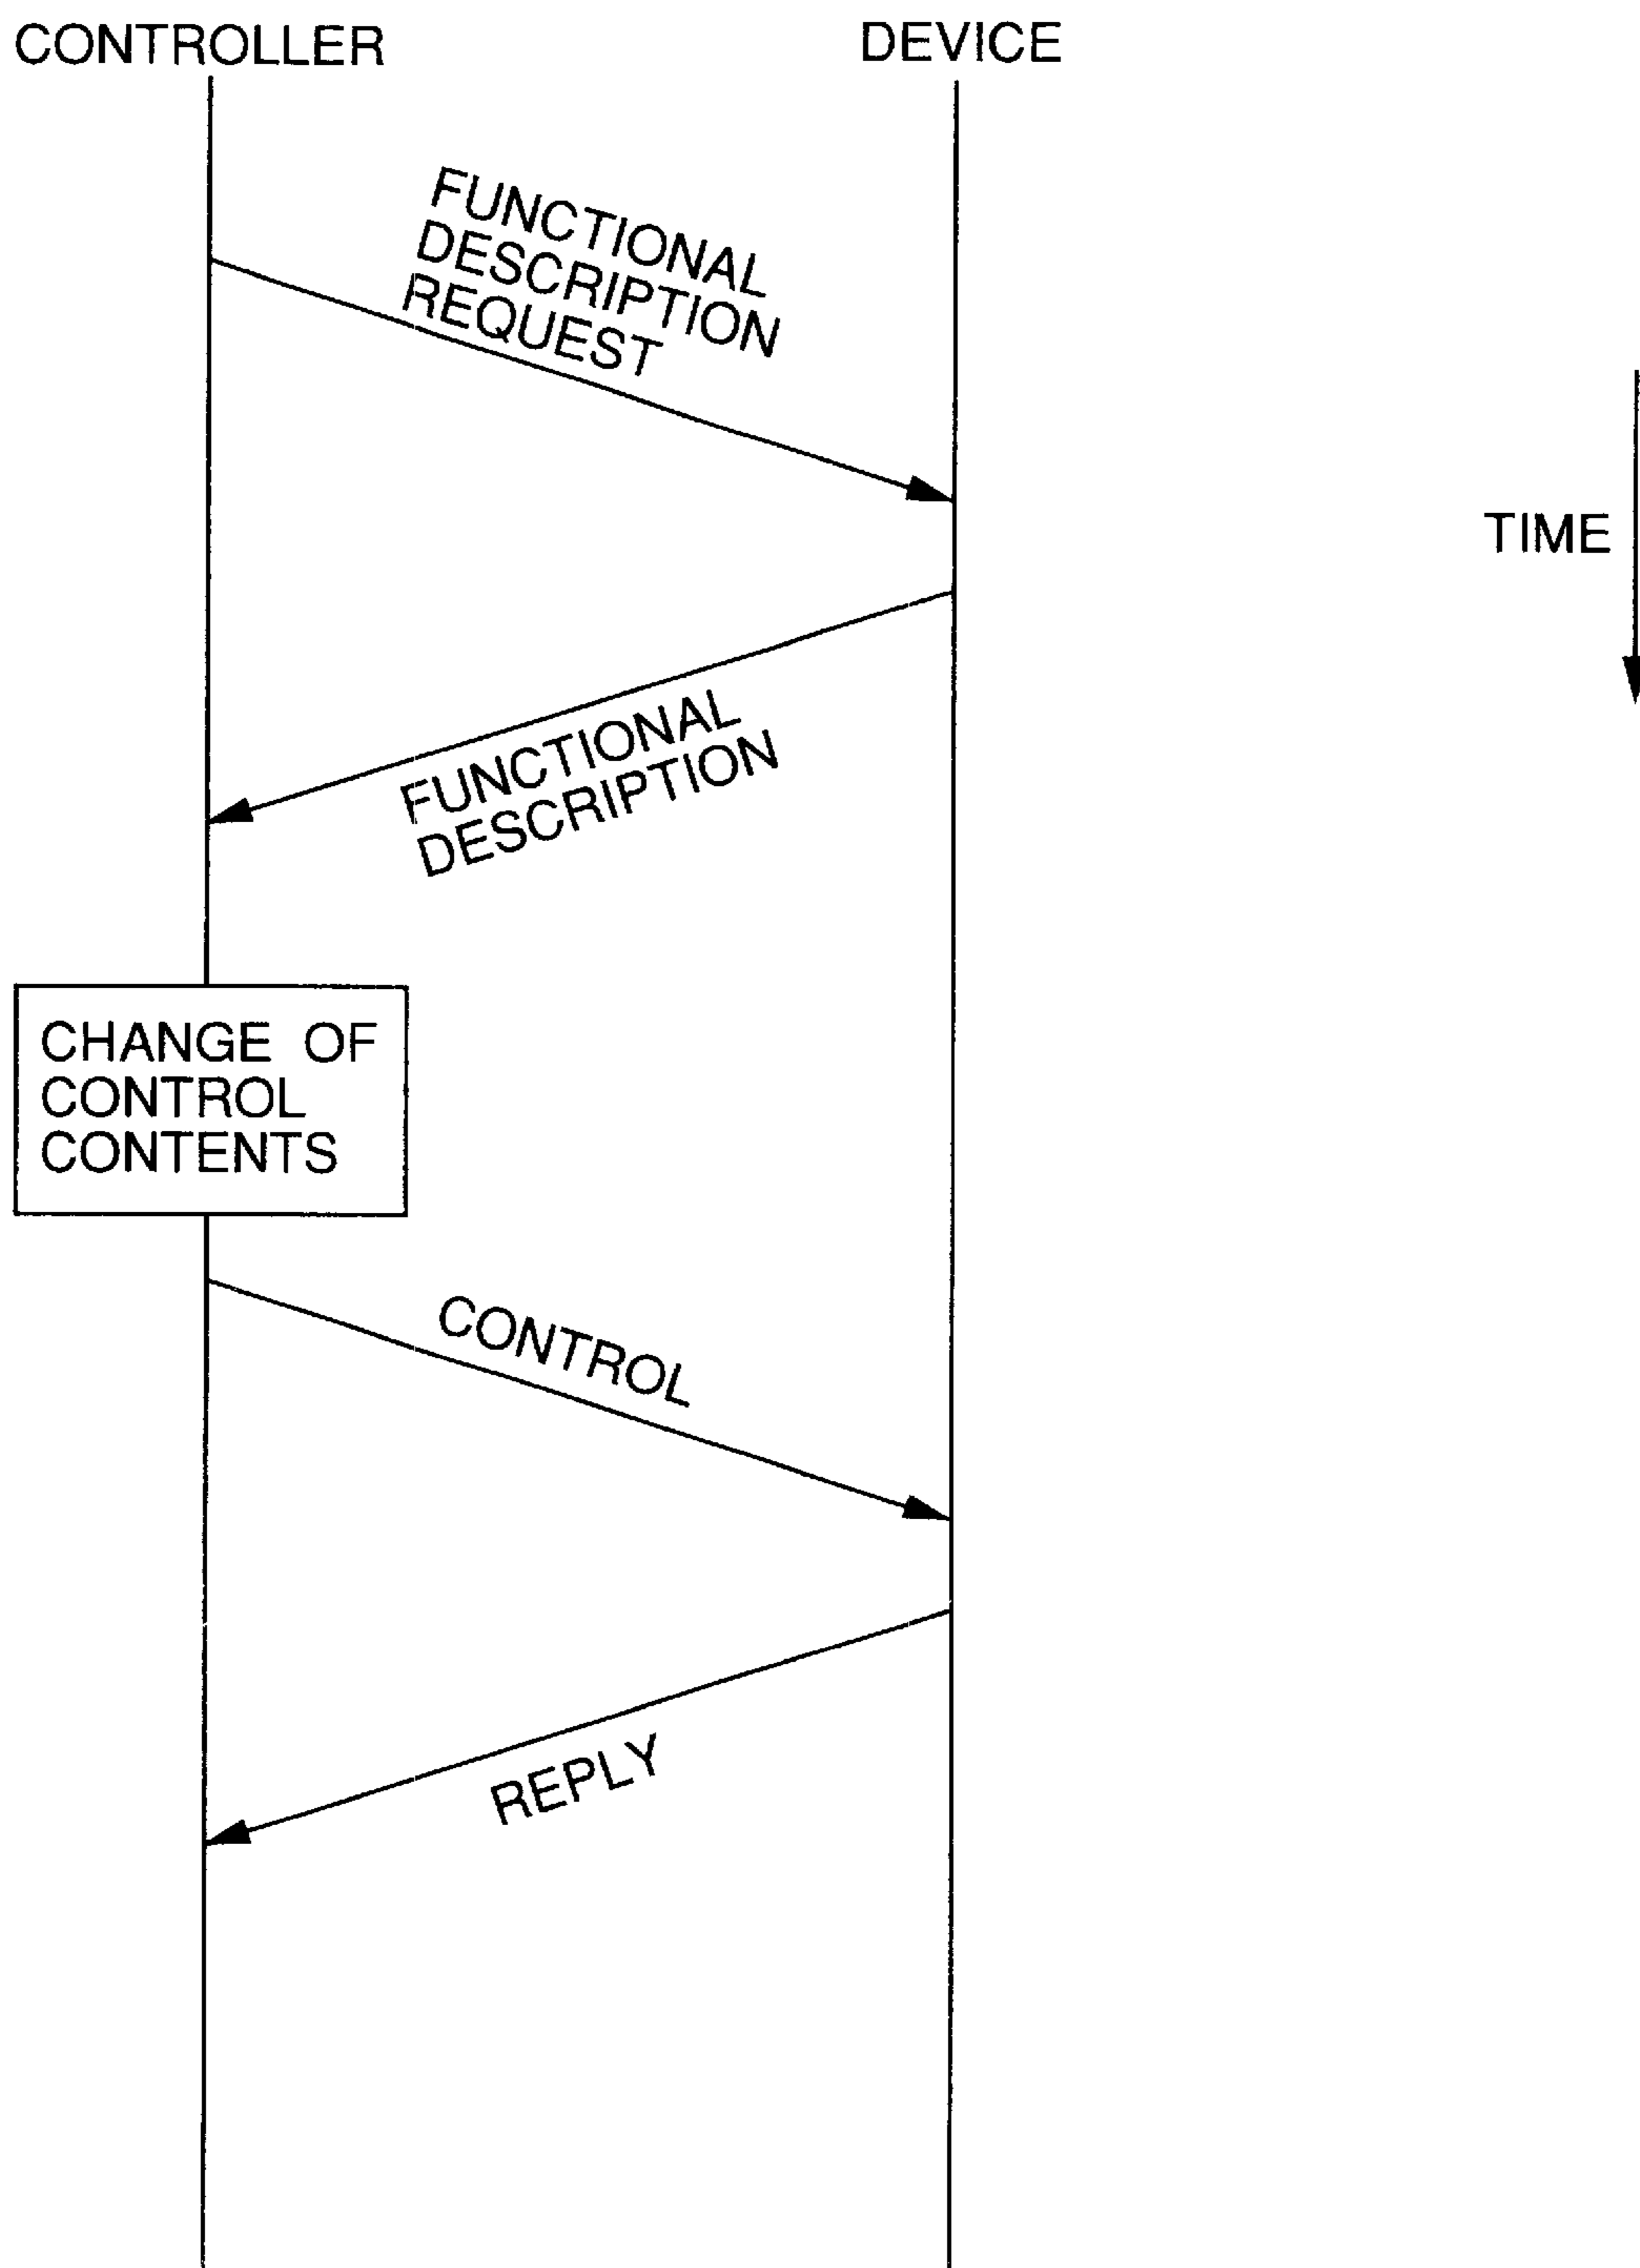 CONTROLLER
DEVICE
FUNCTIONAL
DESCRIPTION
REQUEST
TIME
FUNCTIONAL
DESCRIPTION
CHANGE OF
CONTROL
CONTENTS
CONTROL
REPLY